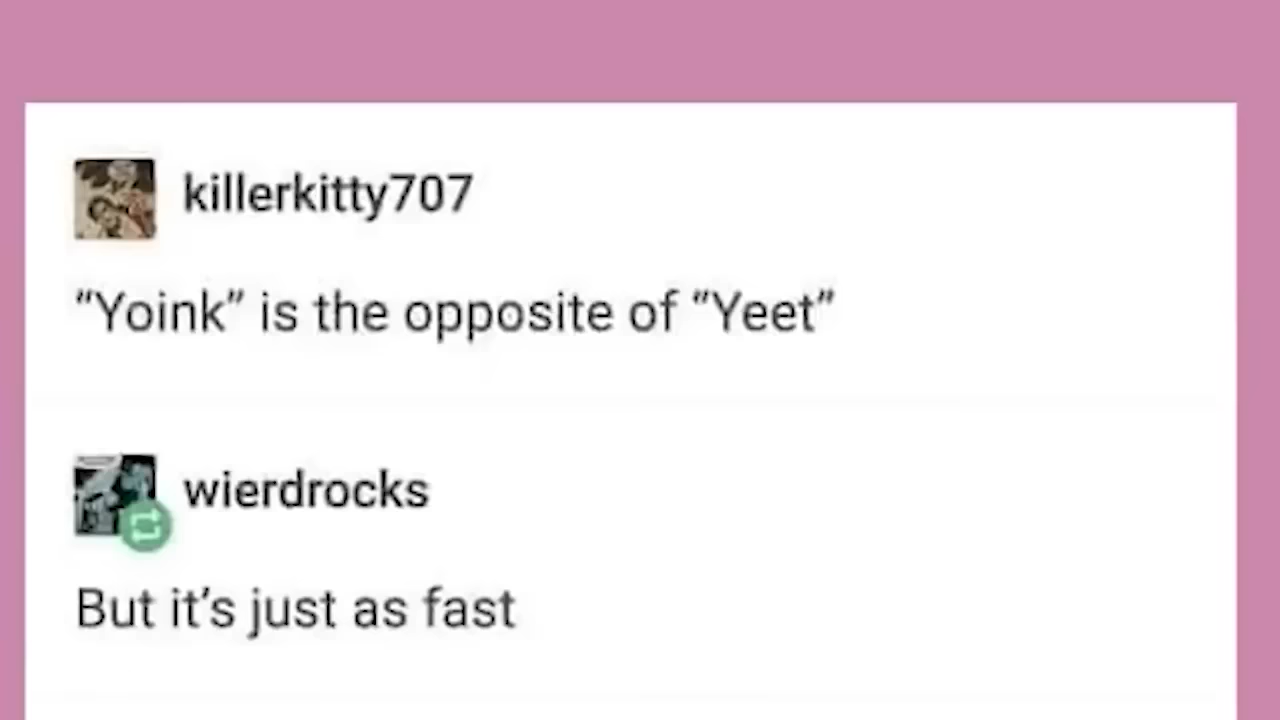 killerkitty707
“Yoink” is the opposite of “Yeet”
wierdrocks
But it’s just as fast